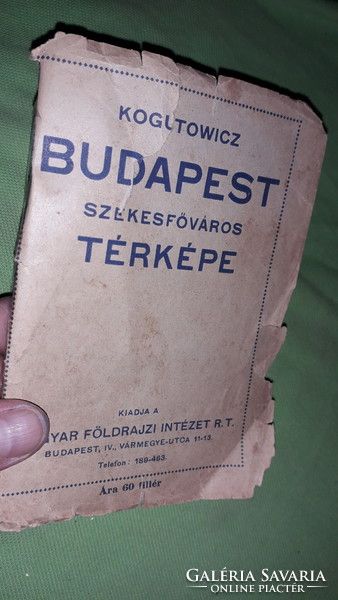 KOGUTOWICZ
BUDAPEST
SZÉKESFŐVÁROS
TÉRKÉPE
KIADJA A
YAR FÖLDRAJZI INTÉZET R.T.
BUDAPEST, IV., VÁRMEGYE-UTCA 11-13.
Telefon: 189-463.
Ára 60 fillér
GALÉRIA SAVARIA
ONLINE PIACTÉR